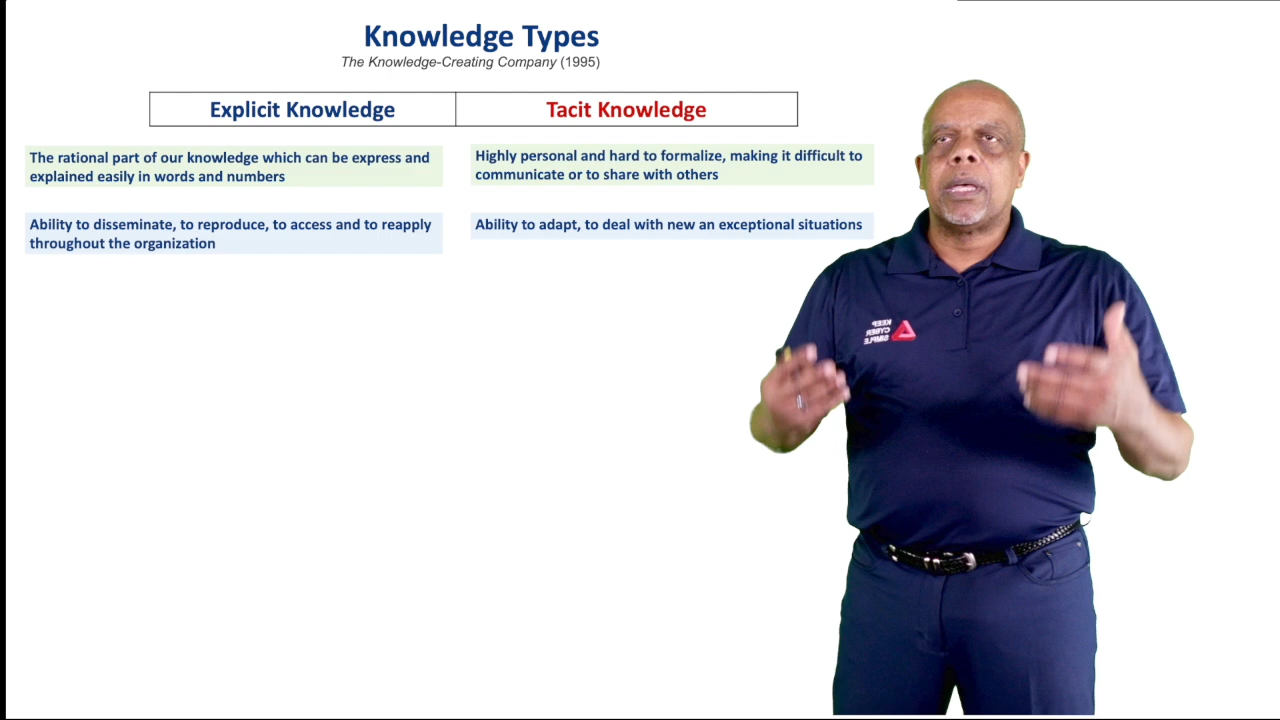 Knowledge Types
The Knowledge-Creating Company (1995)
Explicit Knowledge
Tacit Knowledge
The rational part of our knowledge which can be express and
explained easily in words and numbers
Highly personal and hard to formalize, making it difficult to
communicate or to share with others
Ability to disseminate, to reproduce, to access and to reapply
throughout the organization
Ability to adapt, to deal with new an exceptional situations
KEEP
CYBER
SIMPLE